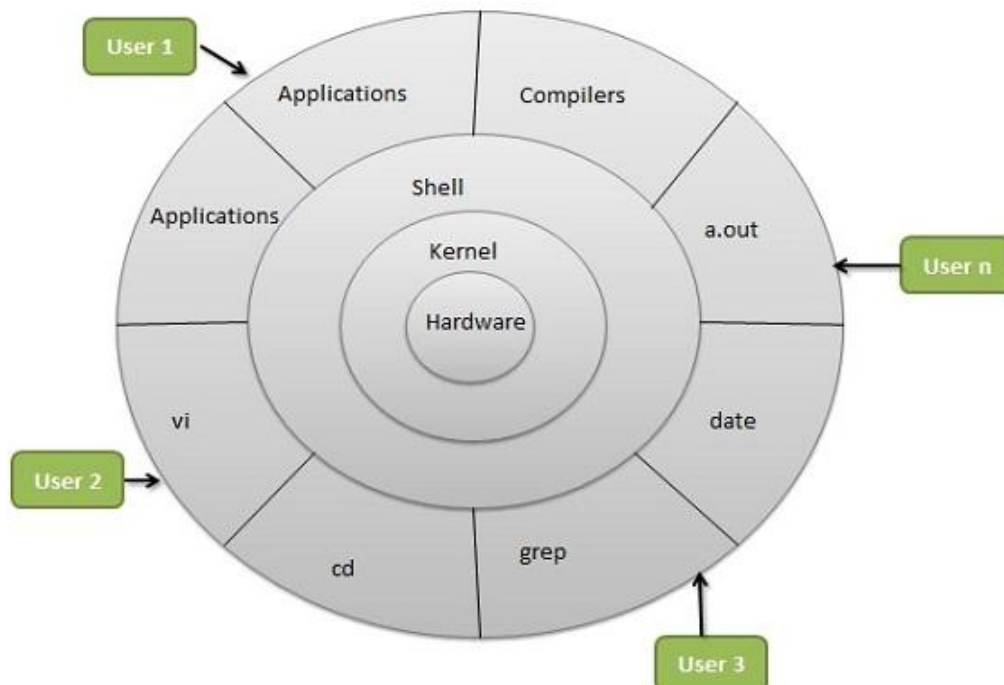 User 1
Applications
Compilers
Shell
Applications
a.out
Kernel
User n
Hardware
vi
date
User 2
cd
grep
User 3